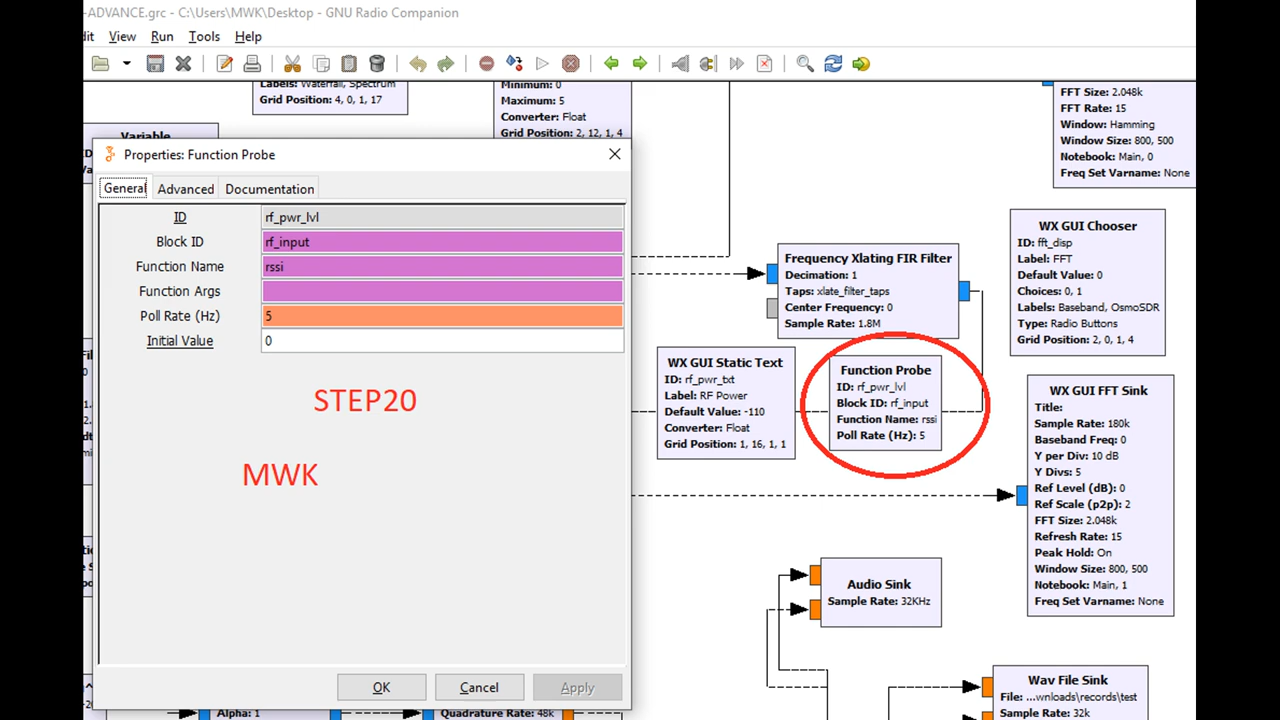 -ADVANCE.grc - C:\Users\MWK\Desktop - GNU Radio Companion
dit View Run Tools Help
Labels: Waterfall, Spectrum
Grid Position: 4, 0, 1, 17
Minimum: 0
Maximum: 5
Converter: Float
Grid Position: 2, 12, 1, 4
FFT Size: 2.048k
FFT Rate: 15
Window: Hamming
Window Size: 800, 500
Notebook: Main, 0
Freq Set Varname: None
Variable
Properties: Function Probe
General Advanced Documentation
ID rf_pwr_lvl
Block ID rf_input
Function Name rssi
Function Args
Poll Rate (Hz) 5
Initial Value 0
STEP20
MWK
OK Cancel Apply
Frequency Xlating FIR Filter
Decimation: 1
Taps: xlate_filter_taps
Center Frequency: 0
Sample Rate: 1.8M
WX GUI Chooser
ID: fft_disp
Label: FFT
Default Value: 0
Choices: 0, 1
Labels: Baseband, OsmoSDR
Type: Radio Buttons
Grid Position: 2, 0, 1, 4
WX GUI Static Text
ID: rf_pwr_txt
Label: RF Power
Default Value: -110
Converter: Float
Grid Position: 1, 16, 1, 1
Function Probe
ID: rf_pwr_lvl
Block ID: rf_input
Function Name: rssi
Poll Rate (Hz): 5
WX GUI FFT Sink
Title:
Sample Rate: 180k
Baseband Freq: 0
Y per Div: 10 dB
Y Divs: 5
Ref Level (dB): 0
Ref Scale (p2p): 2
FFT Size: 2.048k
Refresh Rate: 15
Peak Hold: On
Window Size: 800, 500
Notebook: Main, 1
Freq Set Varname: None
Audio Sink
Sample Rate: 32KHz
Wav File Sink
File: ...wnloads\records\test
Sample Rate: 32k
Alpha: 1
Quadrature Rate: 48k